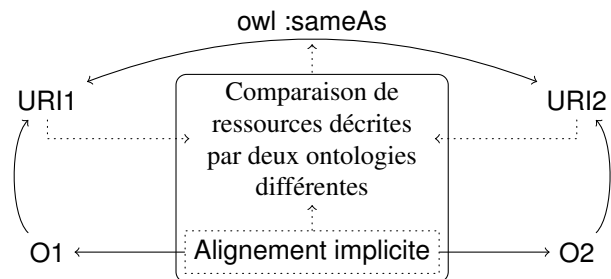 owl :sameAs
URI1
URI2
Comparaison de
ressources décrites
par deux ontologies
différentes
O1
Alignement implicite
O2